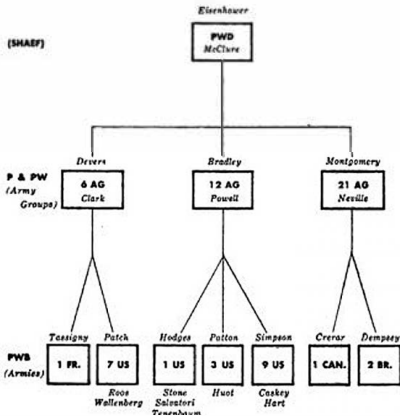 Eisenhower
(SHAEF)
PWD
McClure
Devers
Bradley
Montgomery
P & PW
(Army
Groups)
6 AG
Clark
12 AG
Powell
21 AG
Neville
Tassigny
Patch
Hodges
Patton
Simpson
Crerar
Dempsey
PWB
(Armies)
1 FR.
7 US
1 US
3 US
9 US
1 CAN.
2 BR.
Roos
Wallenberg
Stone
Salvatori
Tenenbaum
Huot
Caskey
Hart